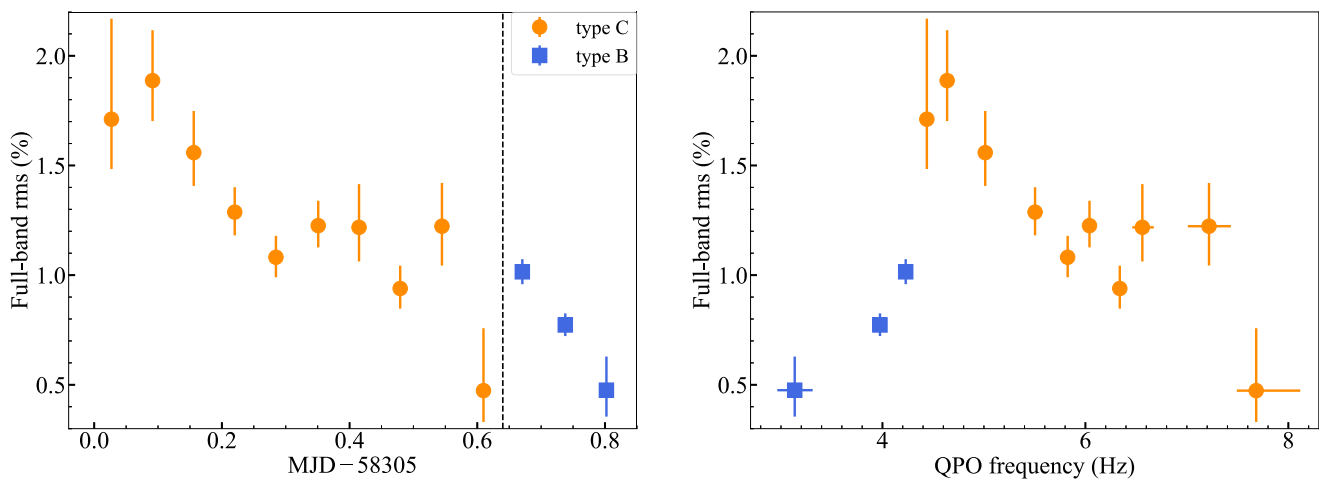 type C
type B
2.0
1.5
1.0
0.5
Full-band rms (%)
0.0 0.2 0.4 0.6 0.8
MJD−58305
2.0
1.5
1.0
0.5
Full-band rms (%)
4 6 8
QPO frequency (Hz)